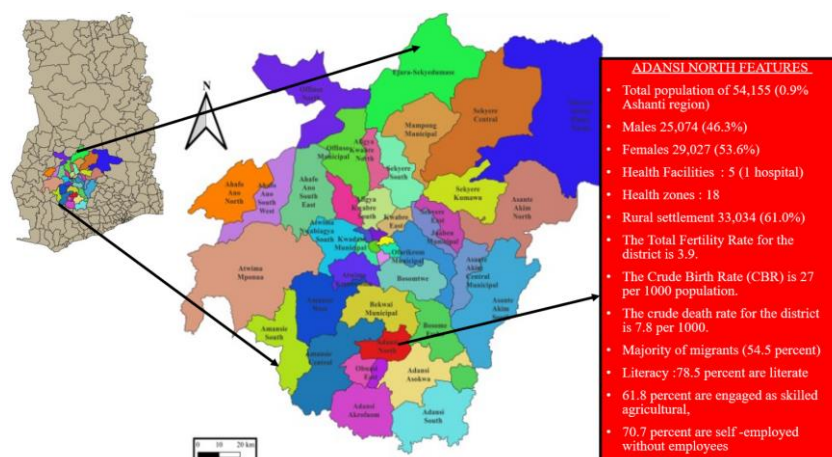 N
Ejura-Sekyedumase
Offinso
North
Sekyere
Central
Mampong
Municipal
Offinso
Municipal
Afigya
Kwabre
North
Sekyere
South
Ahafo
Ano
North
Ahafo
Ano
South
West
Ahafo
Ano
South
East
Sekyere
Kumawu
Asante
Akim
North
Afigya
Kwabre
South
Kwabre
East
Sekyere
East
Atwima
Nwabiagya
South
Kwadaso
Municipal
Juaben
Municipal
Oforikrom
Municipal
Asante
Akim
Central
Municipal
Atwima
Mponua
Bosomtwe
Asante
Akim
Bekwai
Municipal
Amansie
South
Bosome
Adansi
North
Amansie
Central
Obuasi
East
Adansi
Asokwa
Adansi
Akrofuom
Adansi
South
0 10 20 km
ADANSI NORTH FEATURES
• Total population of 54,155 (0.9%
Ashanti region)
• Males 25,074 (46.3%)
• Females 29,027 (53.6%)
• Health Facilities : 5 (1 hospital)
• Health zones : 18
• Rural settlement 33,034 (61.0%)
• The Total Fertility Rate for the
district is 3.9.
• The Crude Birth Rate (CBR) is 27
per 1000 population.
• The crude death rate for the district
is 7.8 per 1000.
• Majority of migrants (54.5 percent)
• Literacy :78.5 percent are literate
• 61.8 percent are engaged as skilled
agricultural,
• 70.7 percent are self -employed
without employees